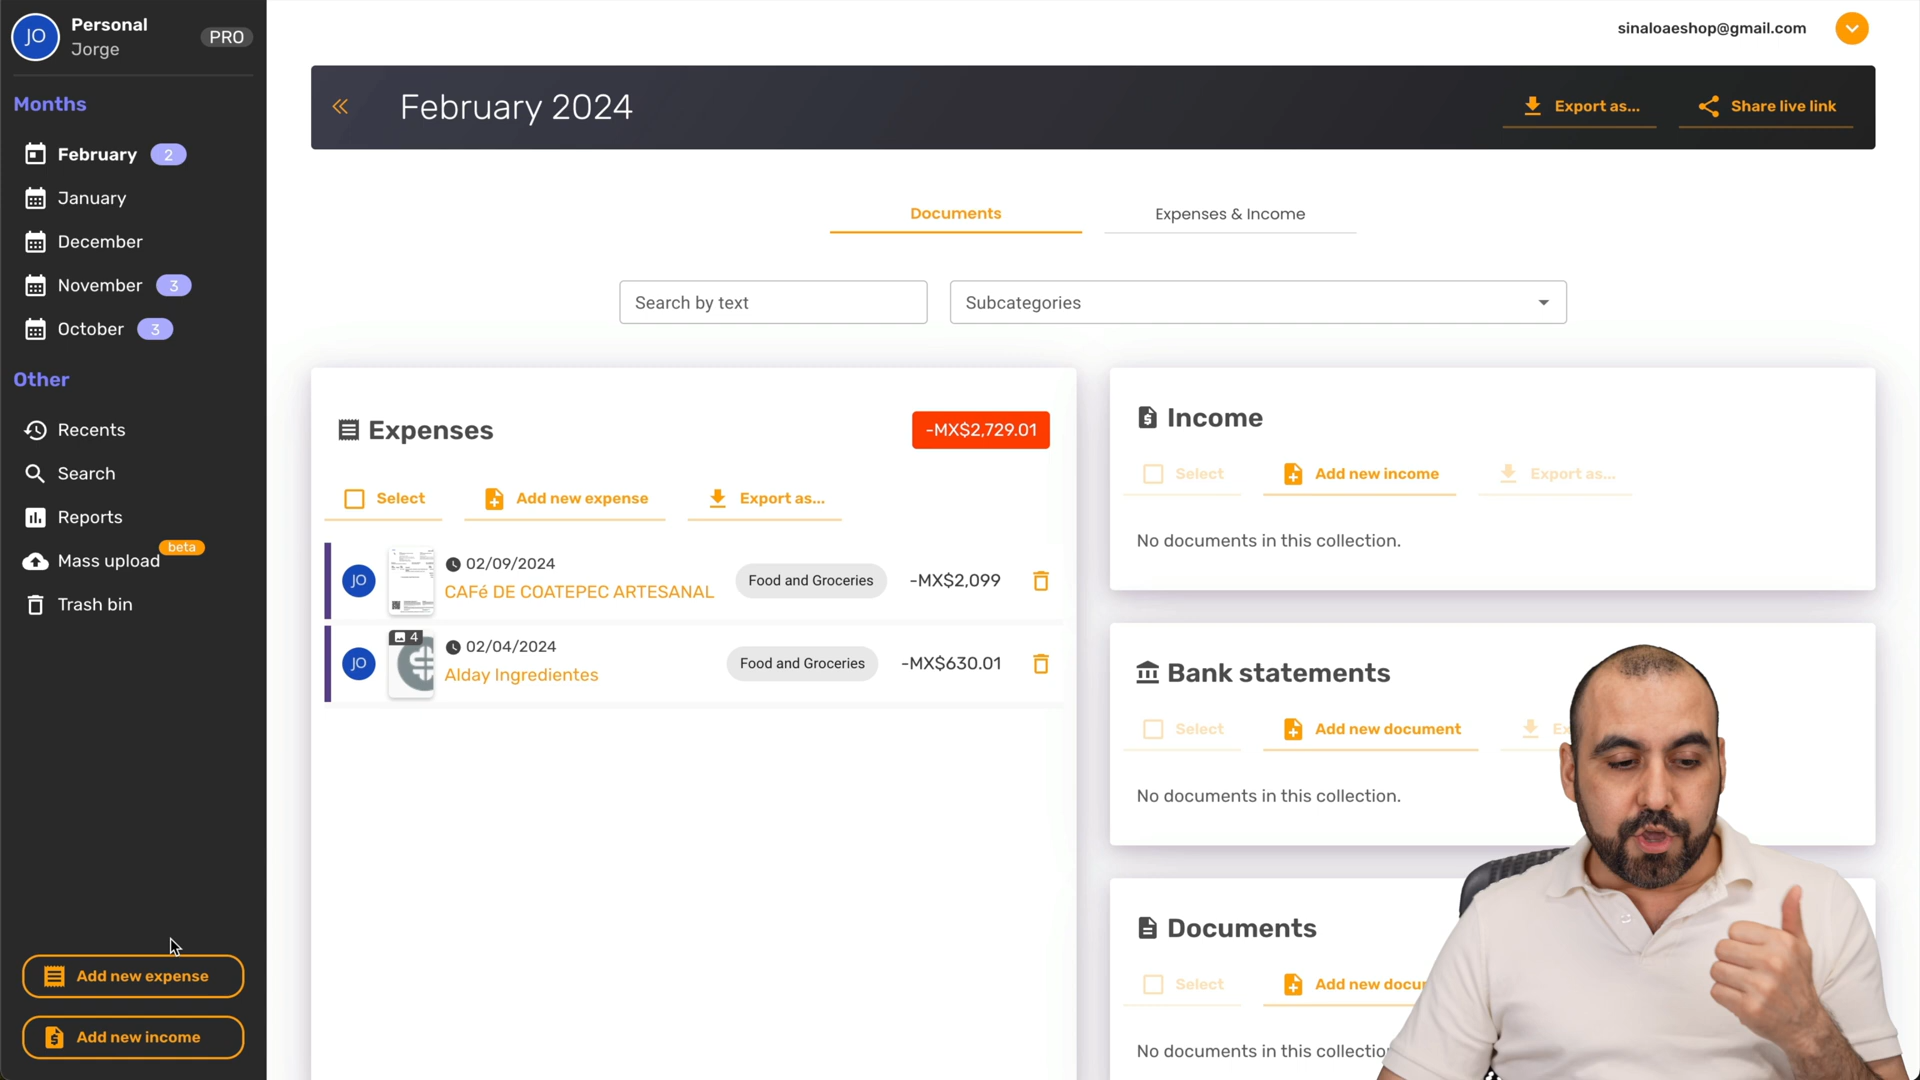 JO
Personal
Jorge
PRO
Months
February 2
January
December
November 3
October 3
Other
Recents
Search
Reports
Mass upload beta
Trash bin
Add new expense
Add new income
sinaloaeshop@gmail.com
February 2024
Export as...
Share live link
Documents
Expenses & Income
Search by text
Subcategories
Expenses
-MX$2,729.01
Select
Add new expense
Export as...
JO
02/09/2024
CAFé DE COATEPEC ARTESANAL
Food and Groceries
-MX$2,099
JO
4
02/04/2024
Alday Ingredientes
Food and Groceries
-MX$630.01
Income
Select
Add new income
Export as...
No documents in this collection.
Bank statements
Select
Add new document
Ex
No documents in this collection.
Documents
Select
Add new docu
No documents in this collectio